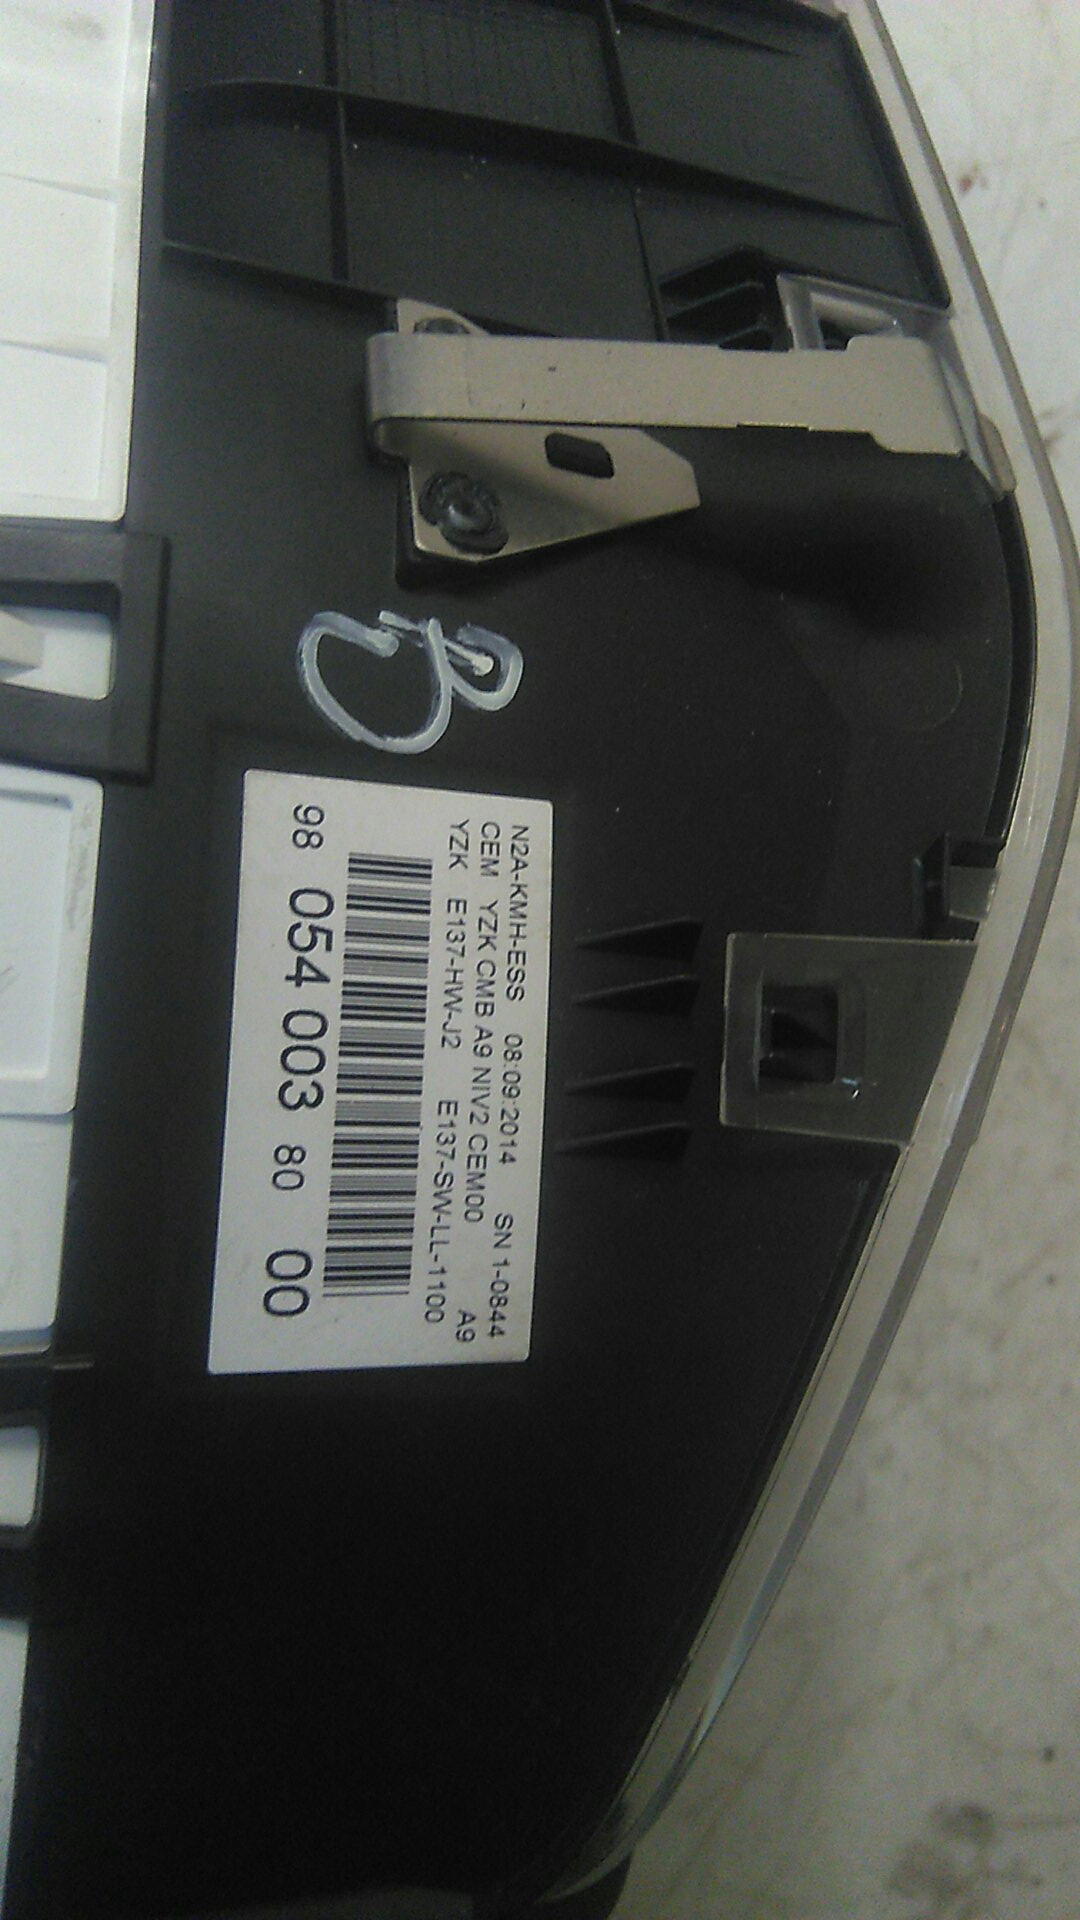 B
N2A-KMH-ESS 08:09:2014 SN 1-0844
CEM YZK CMB A9 NIV2 CEM00 A9
YZK E137-HW-J2 E137-SW-LL-1100
98 054 003 80 00